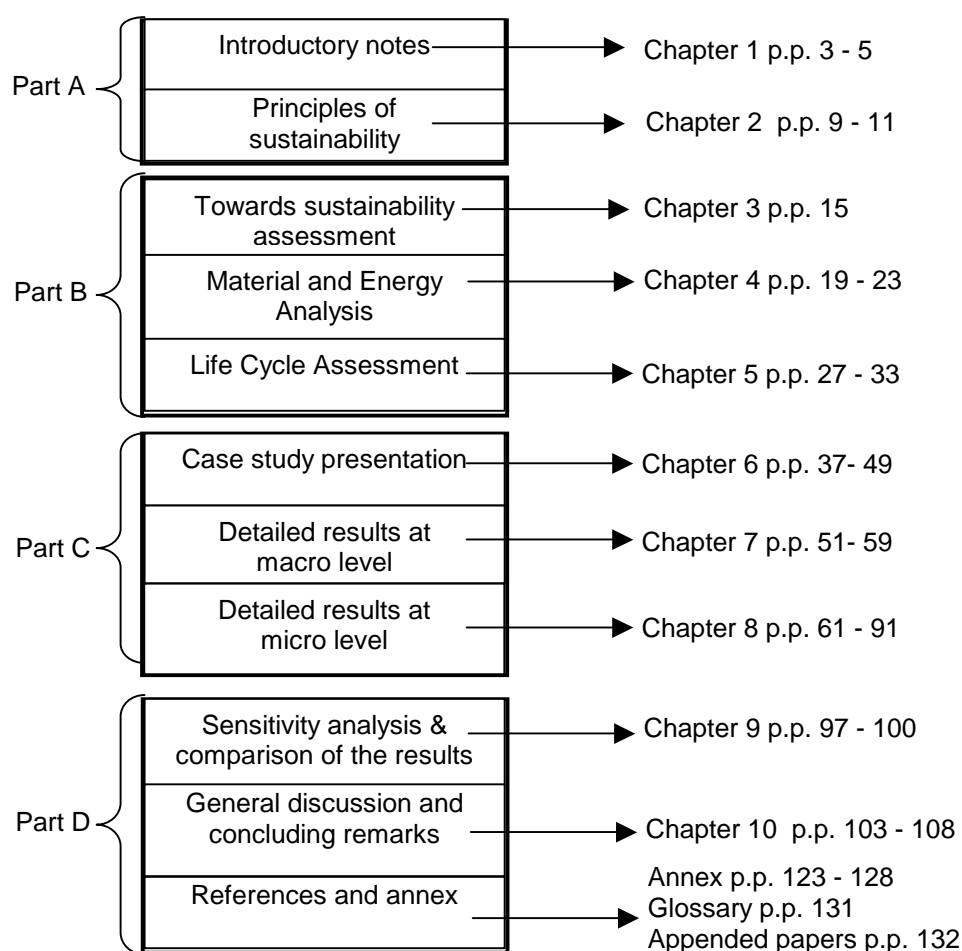 Part A
Introductory notes
Chapter 1 p.p. 3 - 5
Principles of
sustainability
Chapter 2 p.p. 9 - 11
Part B
Towards sustainability
assessment
Chapter 3 p.p. 15
Material and Energy
Analysis
Chapter 4 p.p. 19 - 23
Life Cycle Assessment
Chapter 5 p.p. 27 - 33
Part C
Case study presentation
Chapter 6 p.p. 37- 49
Detailed results at
macro level
Chapter 7 p.p. 51- 59
Detailed results at
micro level
Chapter 8 p.p. 61 - 91
Part D
Sensitivity analysis &
comparison of the results
Chapter 9 p.p. 97 - 100
General discussion and
concluding remarks
Chapter 10 p.p. 103 - 108
References and annex
Annex p.p. 123 - 128
Glossary p.p. 131
Appended papers p.p. 132